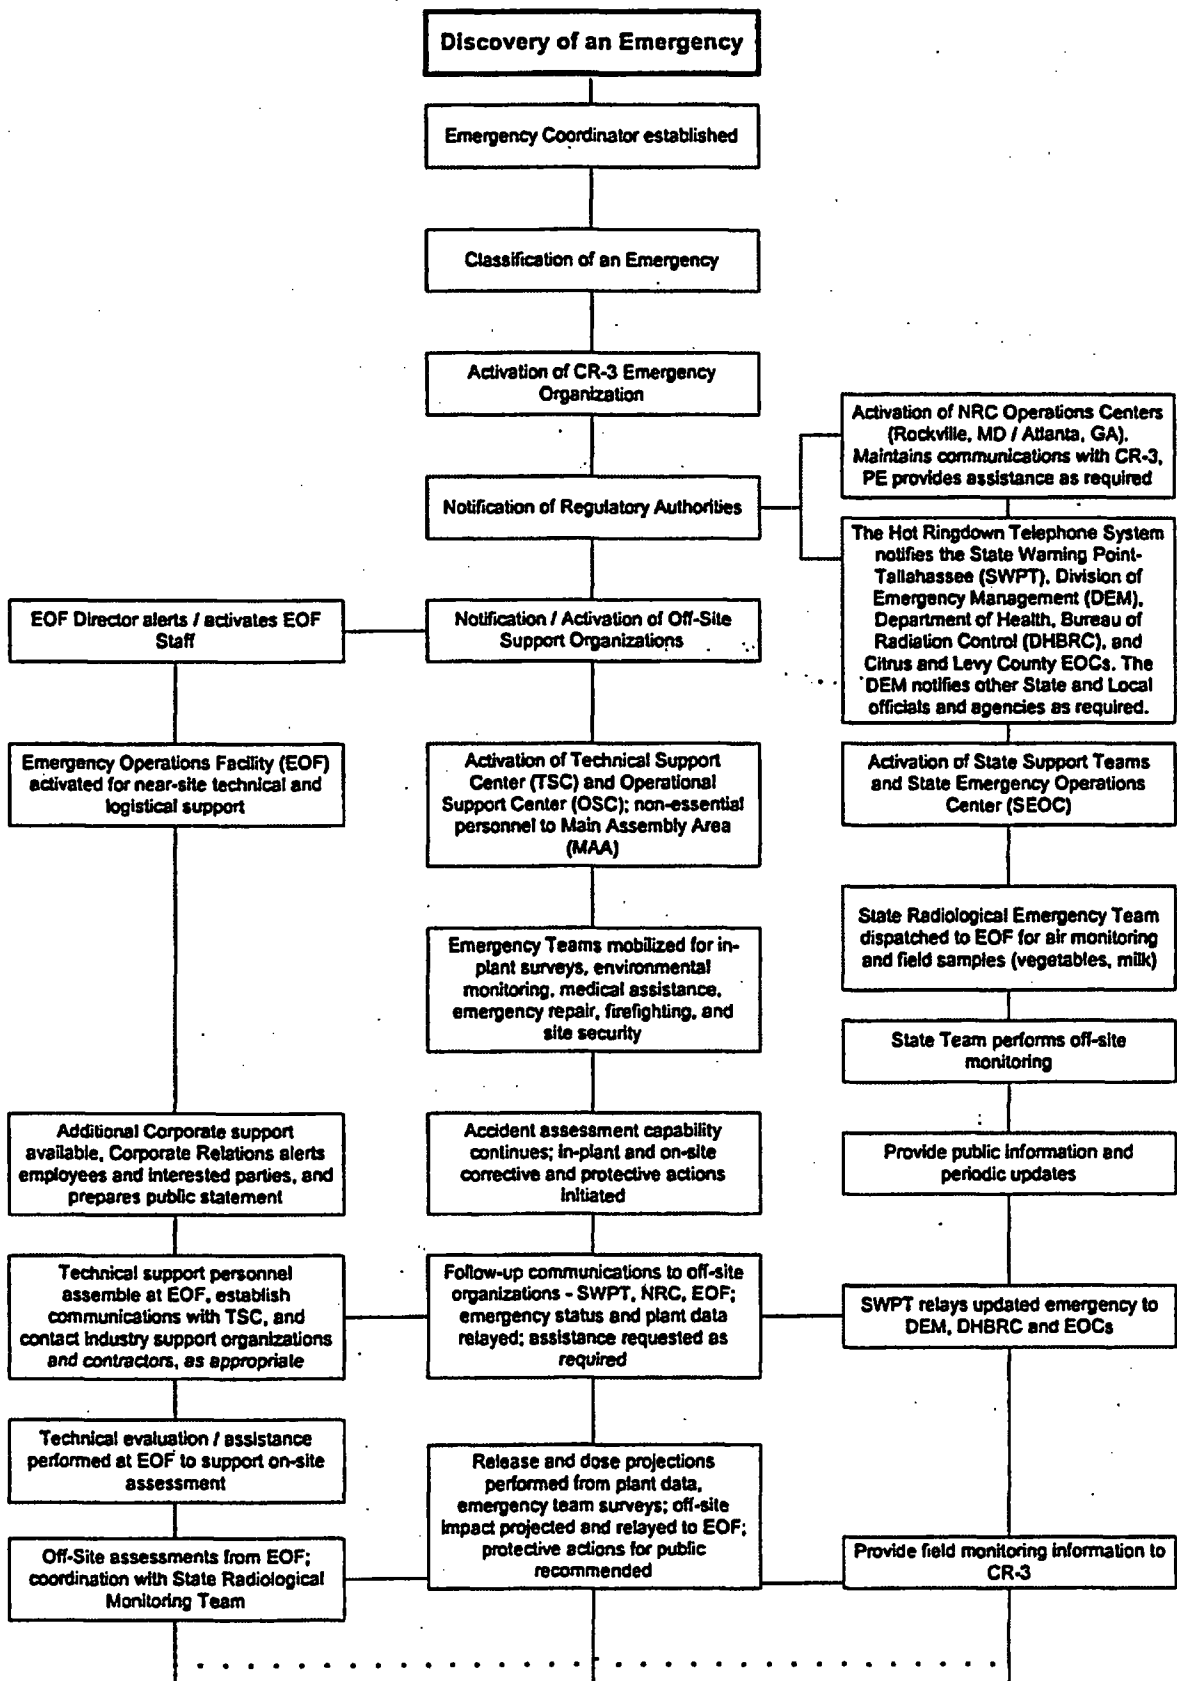 Discovery of an Emergency
Emergency Coordinator established
Classification of an Emergency
Activation of CR-3 Emergency
Organization
Activation of NRC Operations Centers
(Rockville, MD / Atlanta, GA).
Maintains communications with CR-3,
PE provides assistance as required
Notification of Regulatory Authorities
The Hot Ringdown Telephone System
notifies the State Warning Point-
Tallahassee (SWPT), Division of
Emergency Management (DEM),
Department of Health, Bureau of
Radiation Control (DHBRC), and
Citrus and Levy County EOCs. The
DEM notifies other State and Local
officials and agencies as required.
EOF Director alerts / activates EOF
Staff
Notification / Activation of Off-Site
Support Organizations
Emergency Operations Facility (EOF)
activated for near-site technical and
logistical support
Activation of Technical Support
Center (TSC) and Operational
Support Center (OSC); non-essential
personnel to Main Assembly Area
(MAA)
Activation of State Support Teams
and State Emergency Operations
Center (SEOC)
State Radiological Emergency Team
dispatched to EOF for air monitoring
and field samples (vegetables, milk)
Emergency Teams mobilized for in-
plant surveys, environmental
monitoring, medical assistance,
emergency repair, firefighting, and
site security
State Team performs off-site
monitoring
Additional Corporate support
available, Corporate Relations alerts
employees and interested parties, and
prepares public statement
Accident assessment capability
continues; in-plant and on-site
corrective and protective actions
initiated
Provide public information and
periodic updates
Technical support personnel
assemble at EOF, establish
communications with TSC, and
contact industry support organizations
and contractors, as appropriate
Follow-up communications to off-site
organizations - SWPT, NRC, EOF;
emergency status and plant data
relayed; assistance requested as
required
SWPT relays updated emergency to
DEM, DHBRC and EOCs
Technical evaluation / assistance
performed at EOF to support on-site
assessment
Release and dose projections
performed from plant data,
emergency team surveys; off-site
impact projected and relayed to EOF;
protective actions for public
recommended
Off-Site assessments from EOF;
coordination with State Radiological
Monitoring Team
Provide field monitoring information to
CR-3